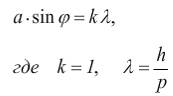 a·sin φ = kλ,
где k = 1, λ = h/p